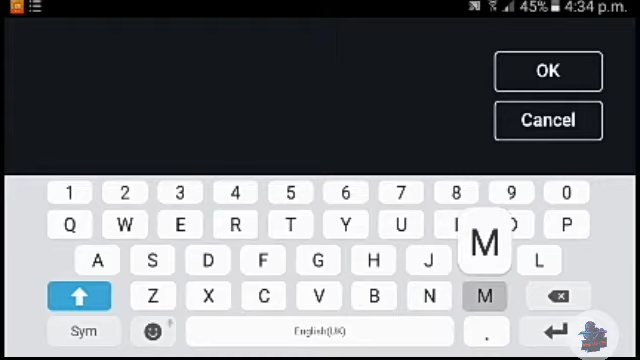 45% 4:34 p.m.
OK
Cancel
1 2 3 4 5 6 7 8 9 0
Q W E R T Y U I O P
A S D F G H J M L
Z X C V B N M
Sym English(UK) .